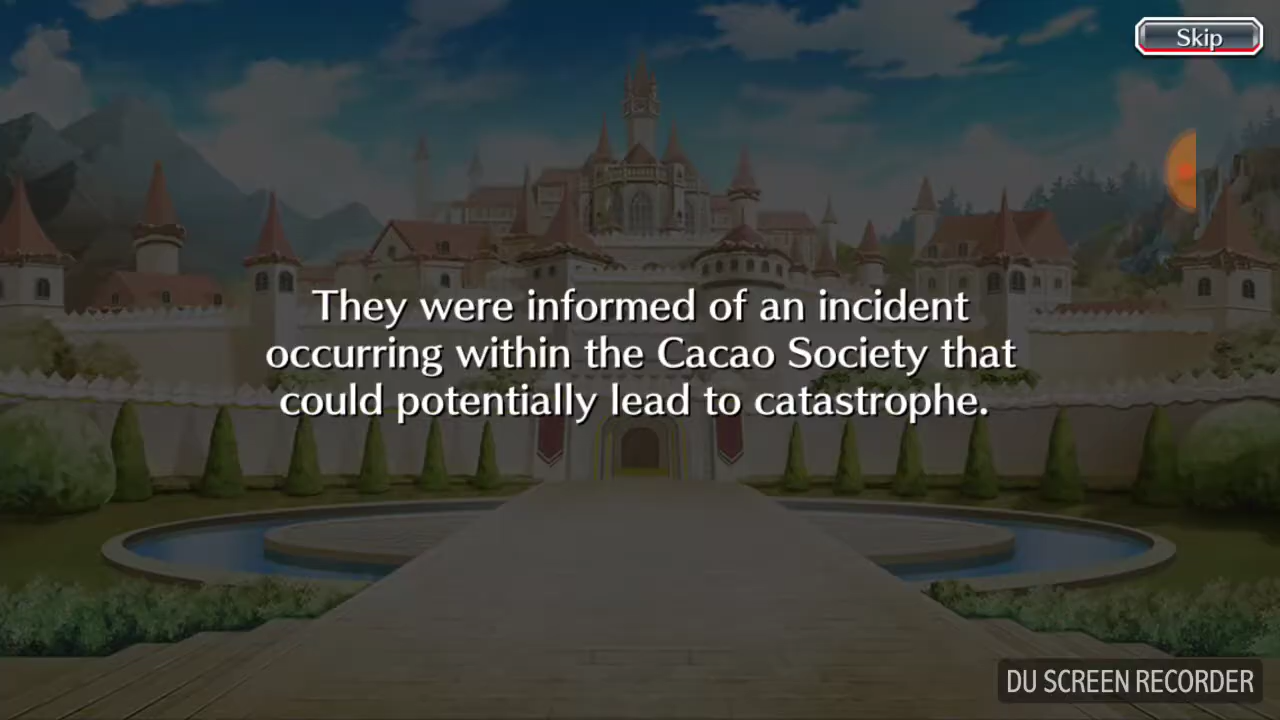 Skip
They were informed of an incident
occurring within the Cacao Society that
could potentially lead to catastrophe.
DU SCREEN RECORDER